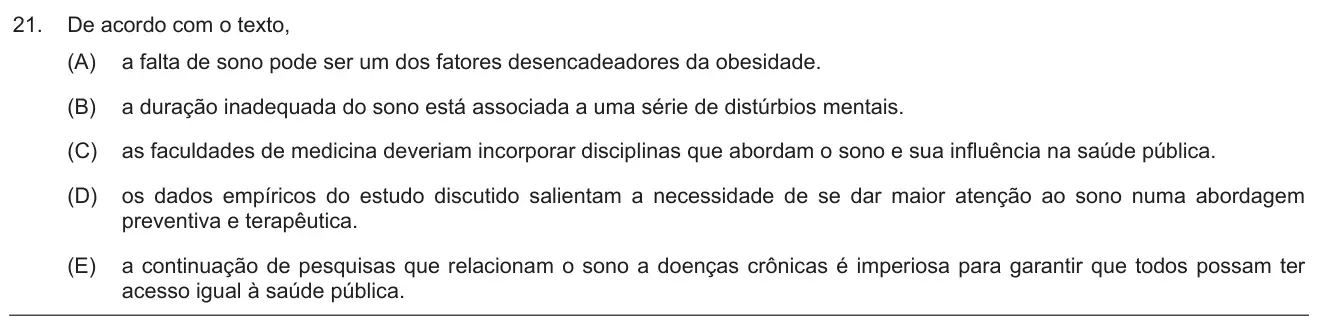 21. De acordo com o texto,
(A) a falta de sono pode ser um dos fatores desencadeadores da obesidade.
(B) a duração inadequada do sono está associada a uma série de distúrbios mentais.
(C) as faculdades de medicina deveriam incorporar disciplinas que abordam o sono e sua influência na saúde pública.
(D) os dados empíricos do estudo discutido salientam a necessidade de se dar maior atenção ao sono numa abordagem
preventiva e terapêutica.
(E) a continuação de pesquisas que relacionam o sono a doenças crônicas é imperiosa para garantir que todos possam ter
acesso igual à saúde pública.